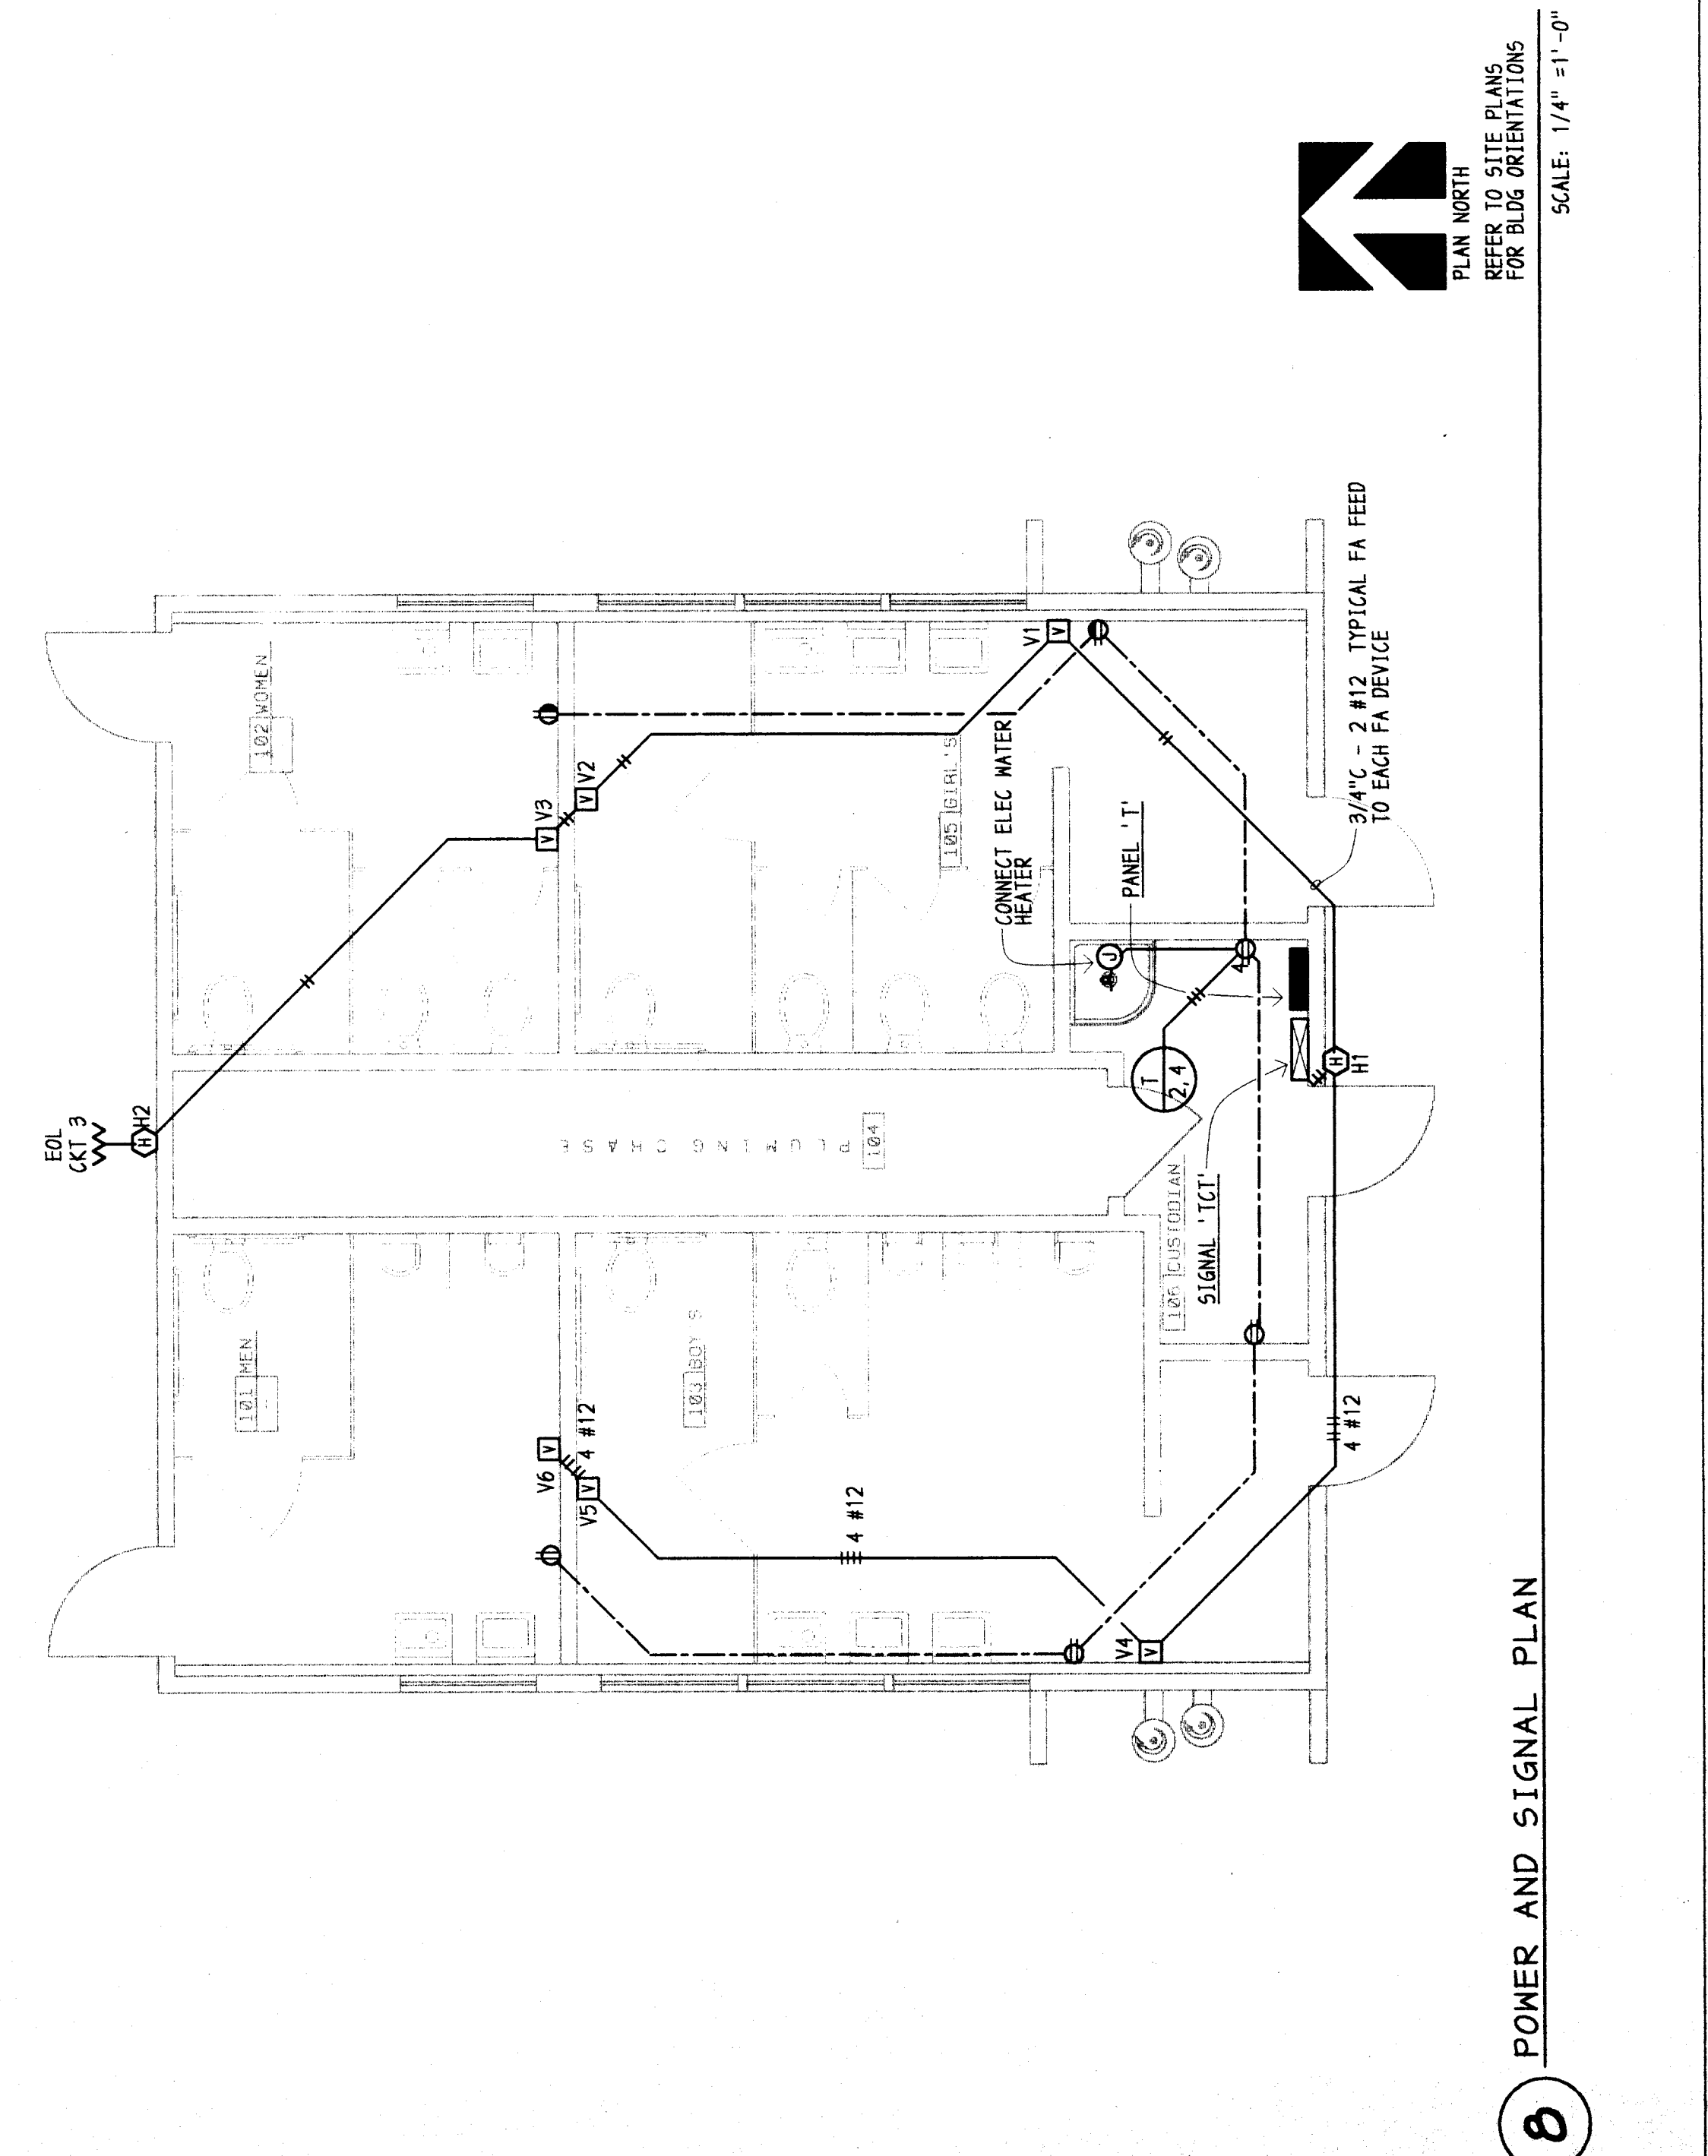 EOL
CKT 3
H
H2
102 WOMEN
101 MEN
V3
V
V2
V
V6
V
V5
V
4 #12
103 BOY'S
105 GIRL'S
104
4 #12
V1
V
CONNECT ELEC WATER
HEATER
PANEL 'T'
J
4
T
2, 4
106 CUSTODIAN
SIGNAL 'TCT'
V4
V
H
H1
4 #12
3/4"C - 2 #12 TYPICAL FA FEED
TO EACH FA DEVICE
PLAN NORTH
REFER TO SITE PLANS
FOR BLDG ORIENTATIONS
8
POWER AND SIGNAL PLAN
SCALE: 1/4" =1'-0"